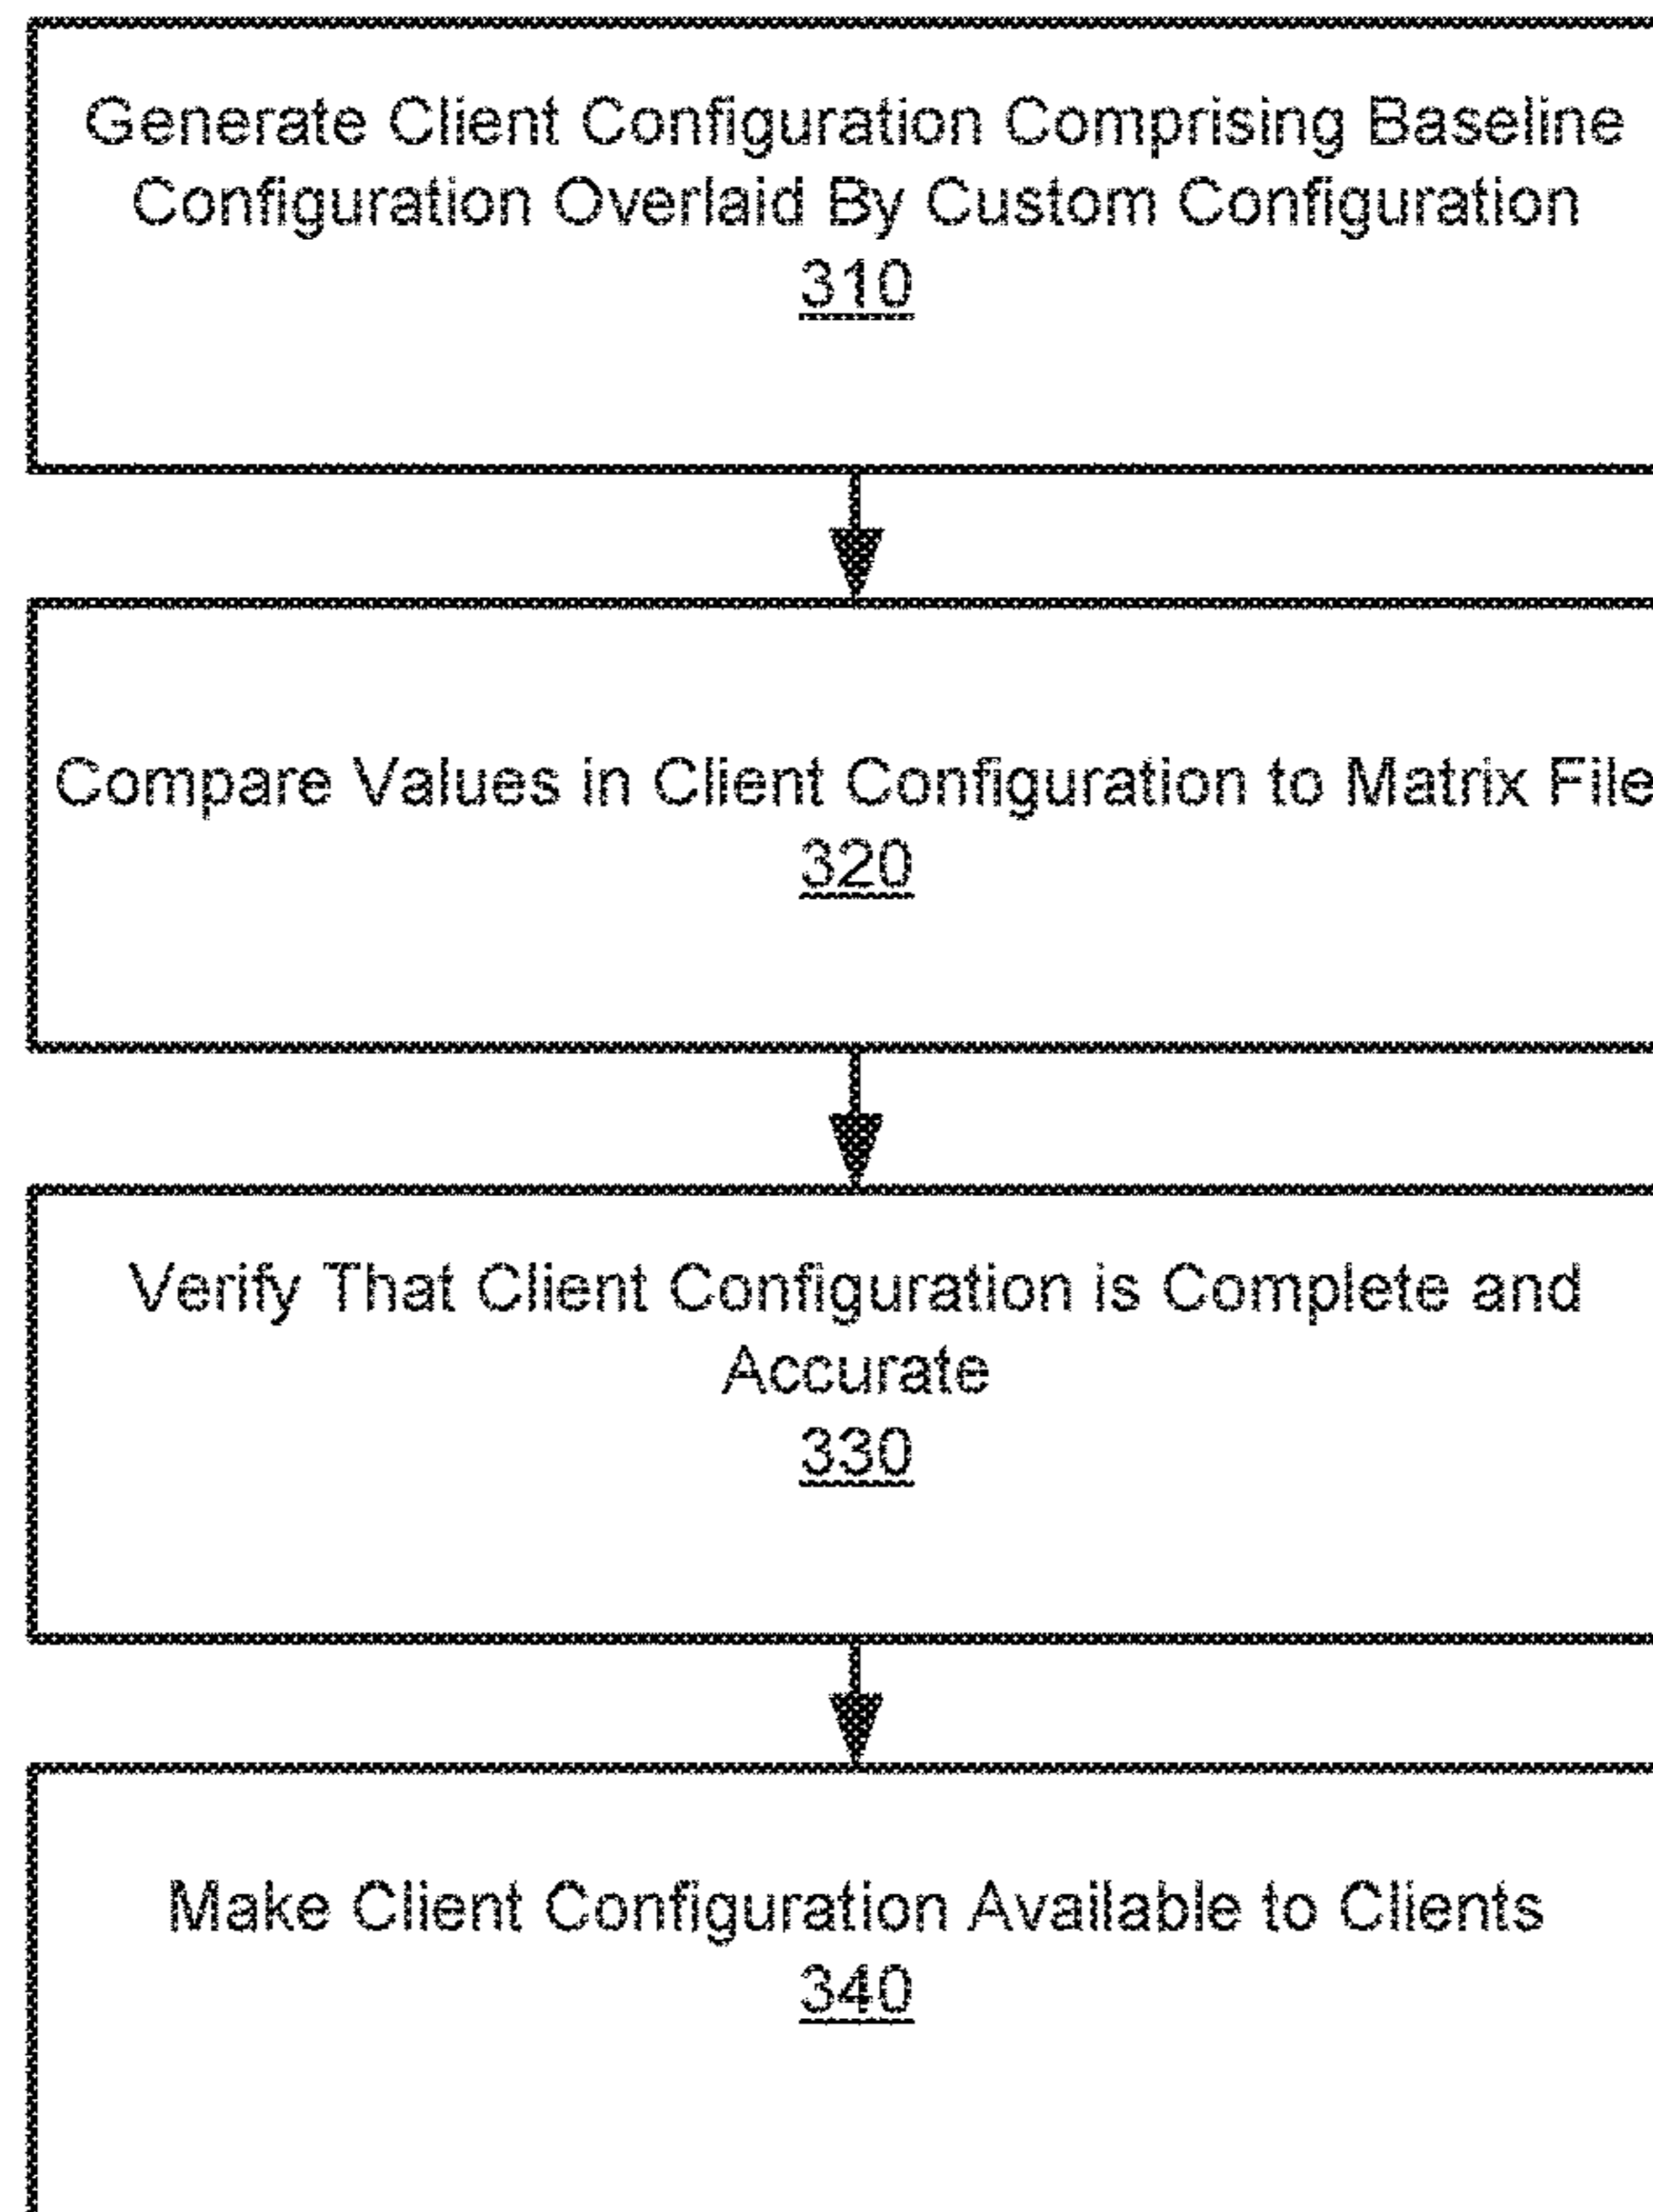 Generate Client Configuration Comprising Baseline
Configuration Overlaid By Custom Configuration
310
Compare Values in Client Configuration to Matrix File
320
Verify That Client Configuration is Complete and
Accurate
330
Make Client Configuration Available to Clients
340